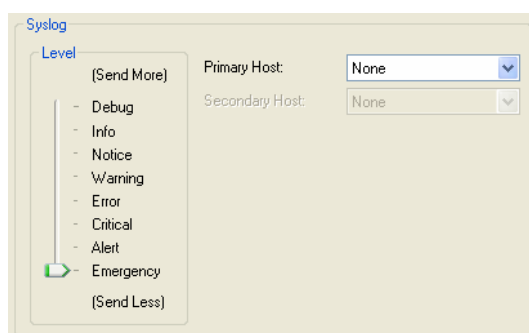 Syslog
Level
(Send More)
Debug
Info
Notice
Warning
Error
Critical
Alert
Emergency
(Send Less)
Primary Host: None
Secondary Host: None